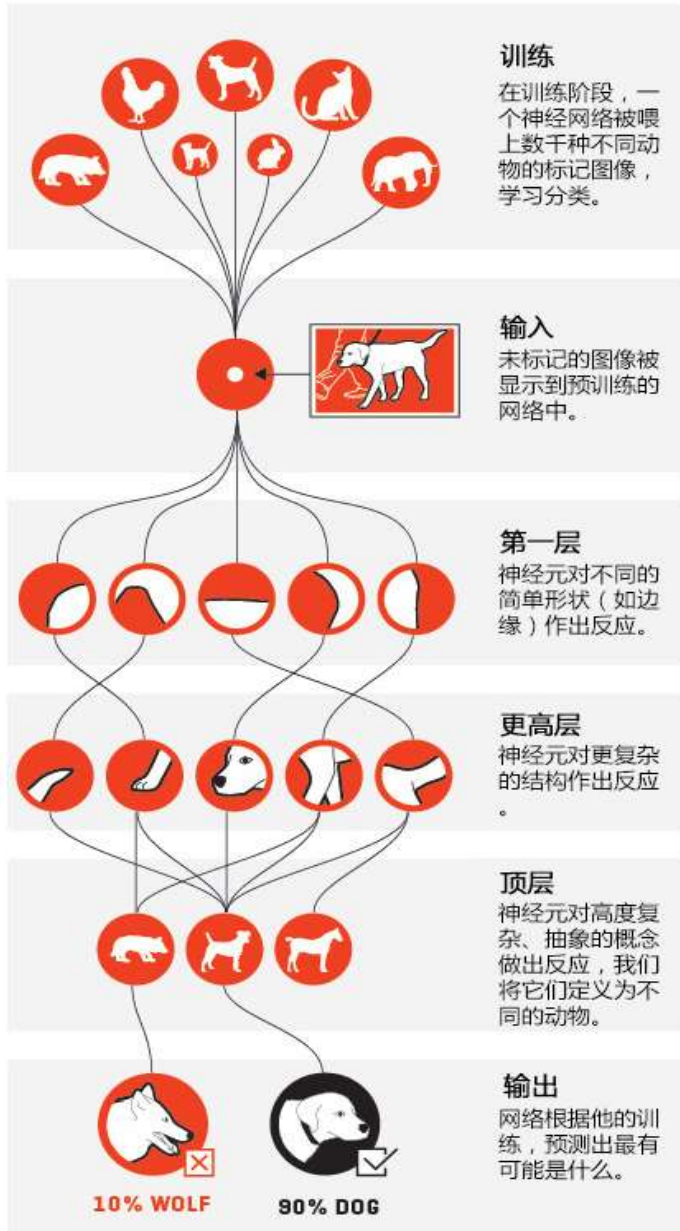 训练
在训练阶段，一
个神经网络被喂
上数千种不同动
物的标记图像，
学习分类。
输入
未标记的图像被
显示到预训练的
网络中。
第一层
神经元对不同的
简单形状（如边
缘）作出反应。
更高层
神经元对更复杂
的结构作出反应
。
顶层
神经元对高度复
杂、抽象的概念
做出反应，我们
将它们定义为不
同的动物。
输出
网络根据他的训
练，预测出最有
可能是什么。
10% WOLF
90% DOG